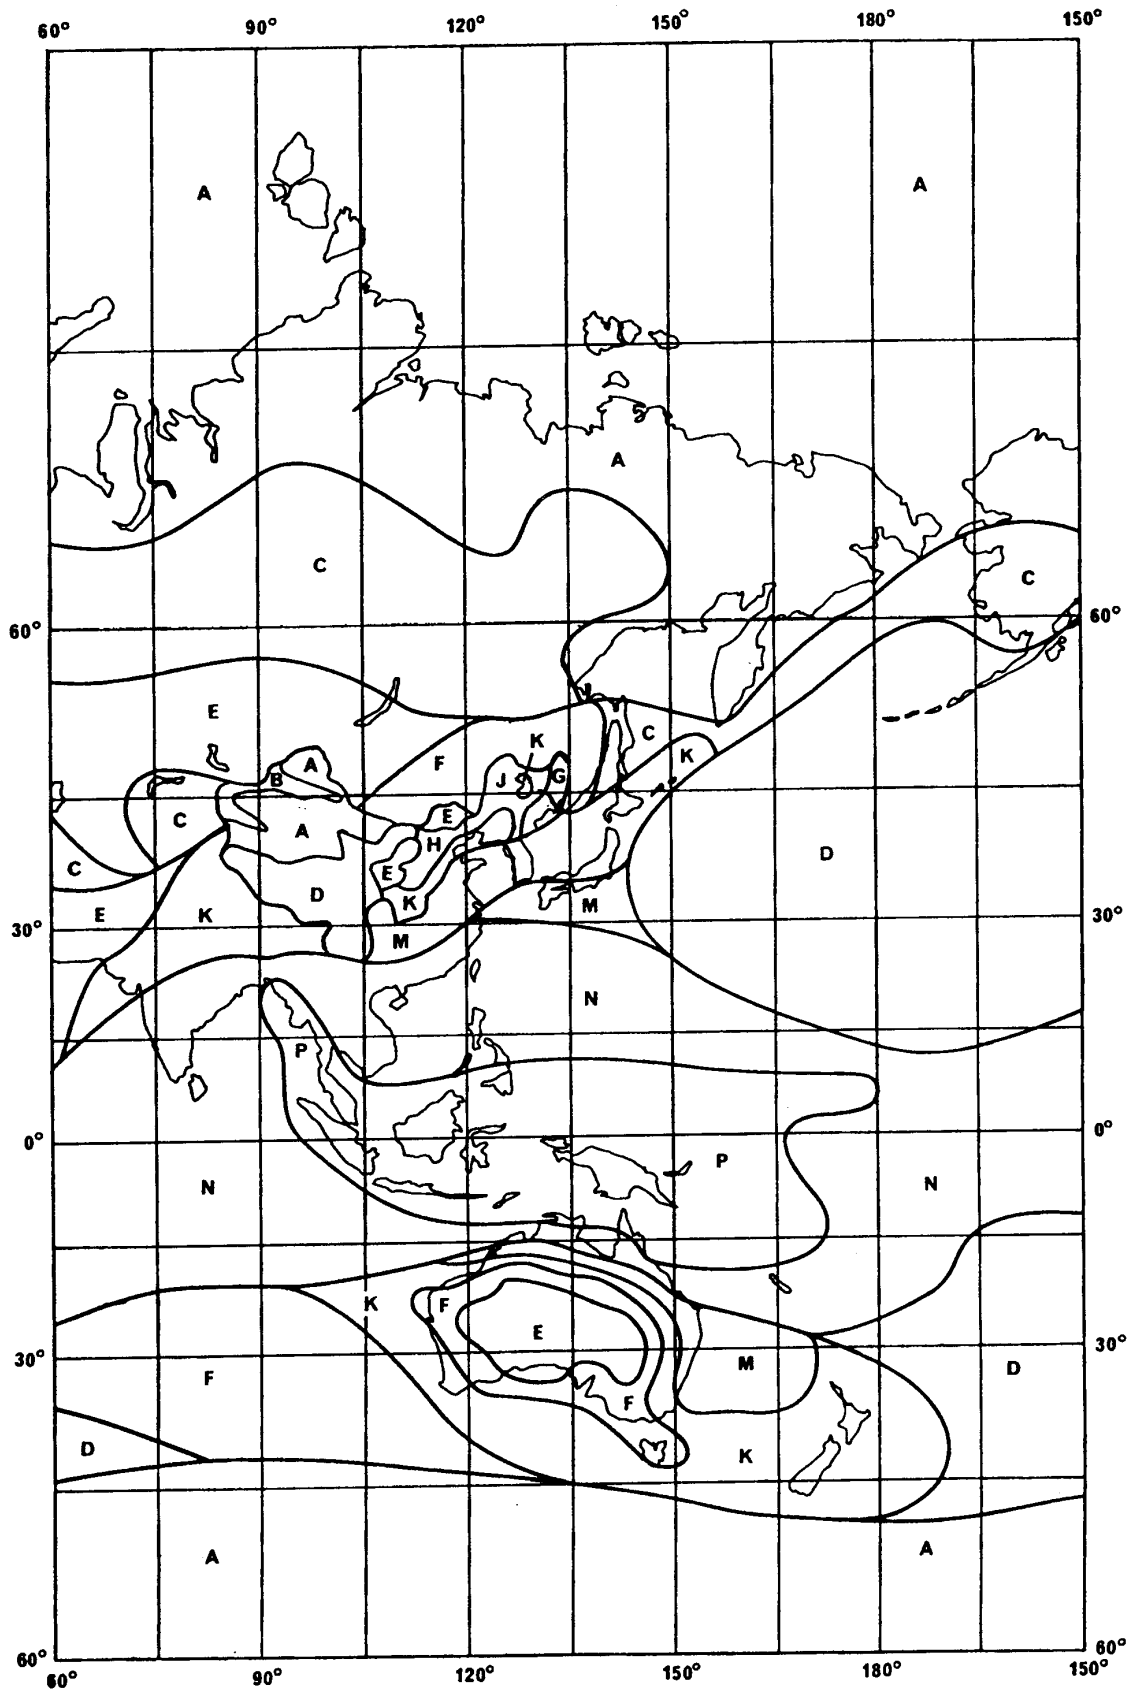 60° 90° 120° 150° 180° 150°
A A
A
C C
60° 60°
E
C
K K
A F
B J G
E
C A H D
C E
D K
E K M
30° M 30°
N
P
0° 0°
P
N N
K F
E
30° 30°
M D
F
F
D K
A A
60° 60°
60° 90° 120° 150° 180° 150°